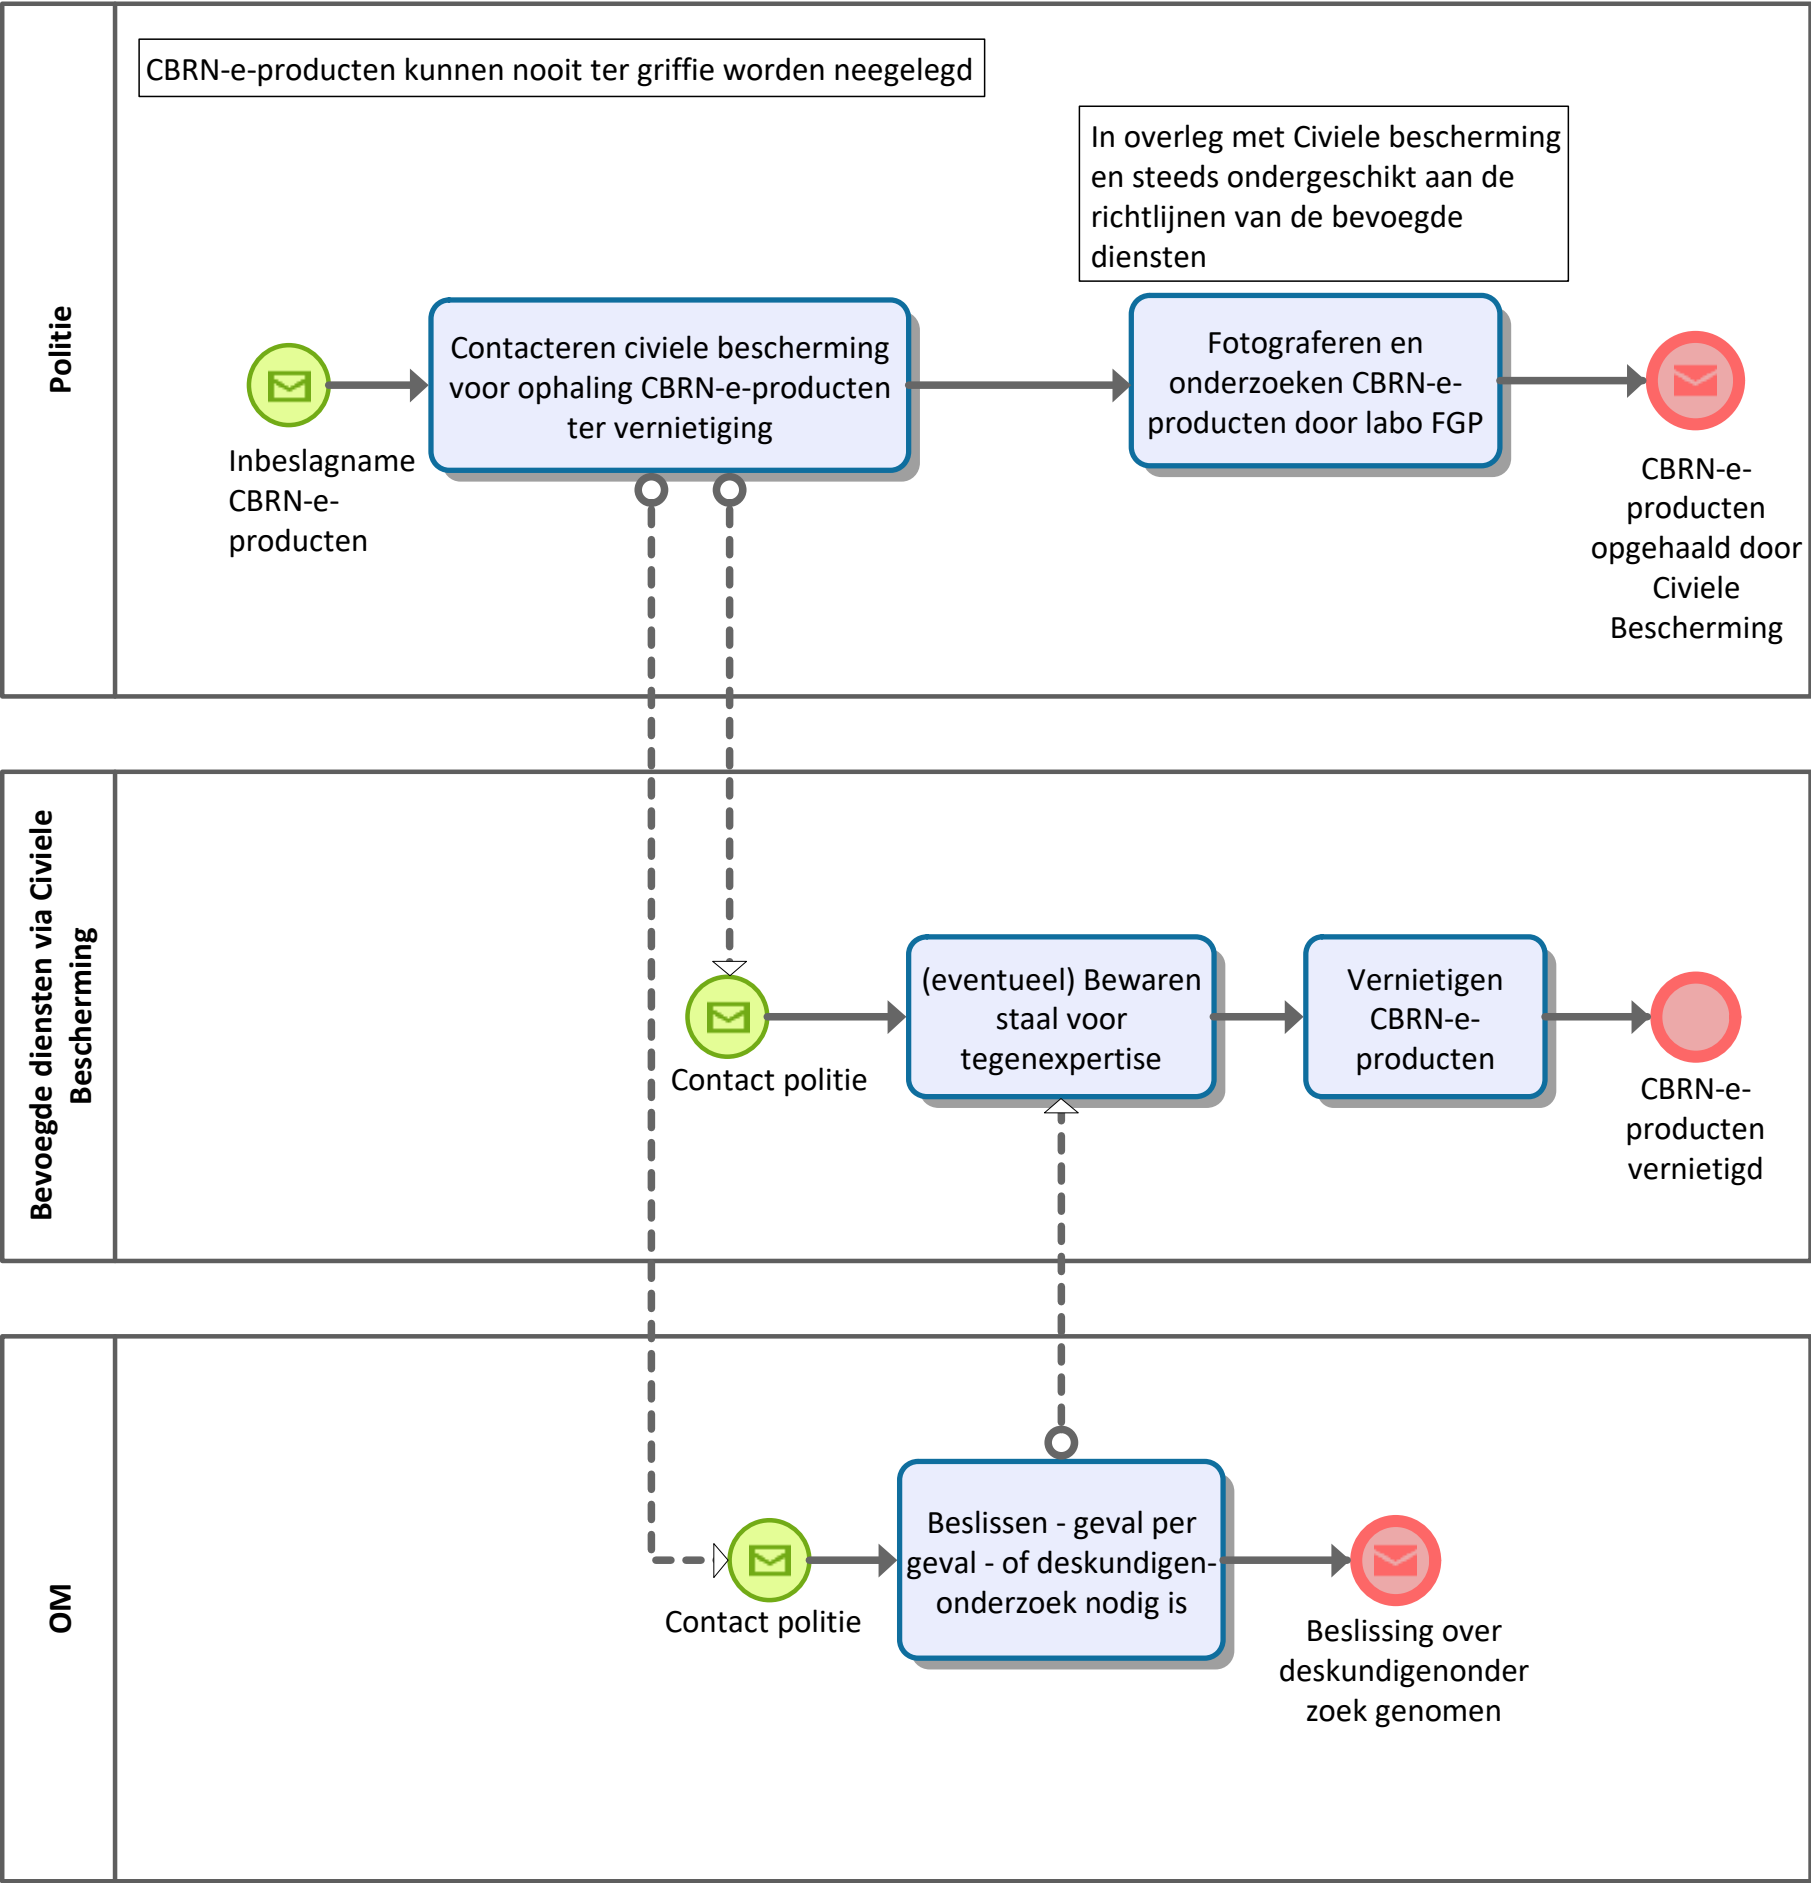 Politie
CBRN-e-producten kunnen nooit ter griffie worden neegelegd
In overleg met Civiele bescherming
en steeds ondergeschikt aan de
richtlijnen van de bevoegde
diensten
Inbeslagname
CBRN-e-
producten
Contacteren civiele bescherming
voor ophaling CBRN-e-producten
ter vernietiging
Fotograferen en
onderzoeken CBRN-e-
producten door labo FGP
CBRN-e-
producten
opgehaald door
Civiele
Bescherming
Bevoegde diensten via Civiele
Bescherming
Contact politie
(eventueel) Bewaren
staal voor
tegenexpertise
Vernietigen
CBRN-e-
producten
CBRN-e-
producten
vernietigd
OM
Contact politie
Beslissen - geval per
geval - of deskundigen-
onderzoek nodig is
Beslissing over
deskundigenonder
zoek genomen